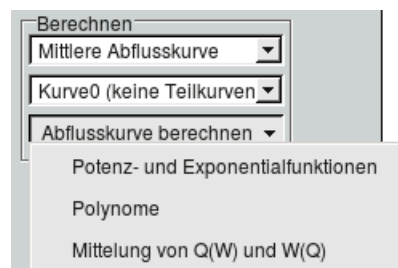 Berechnen
Mittlere Abflusskurve
Kurve0 (keine Teilkurven
Abflusskurve berechnen
Potenz- und Exponentialfunktionen
Polynome
Mittelung von Q(W) und W(Q)